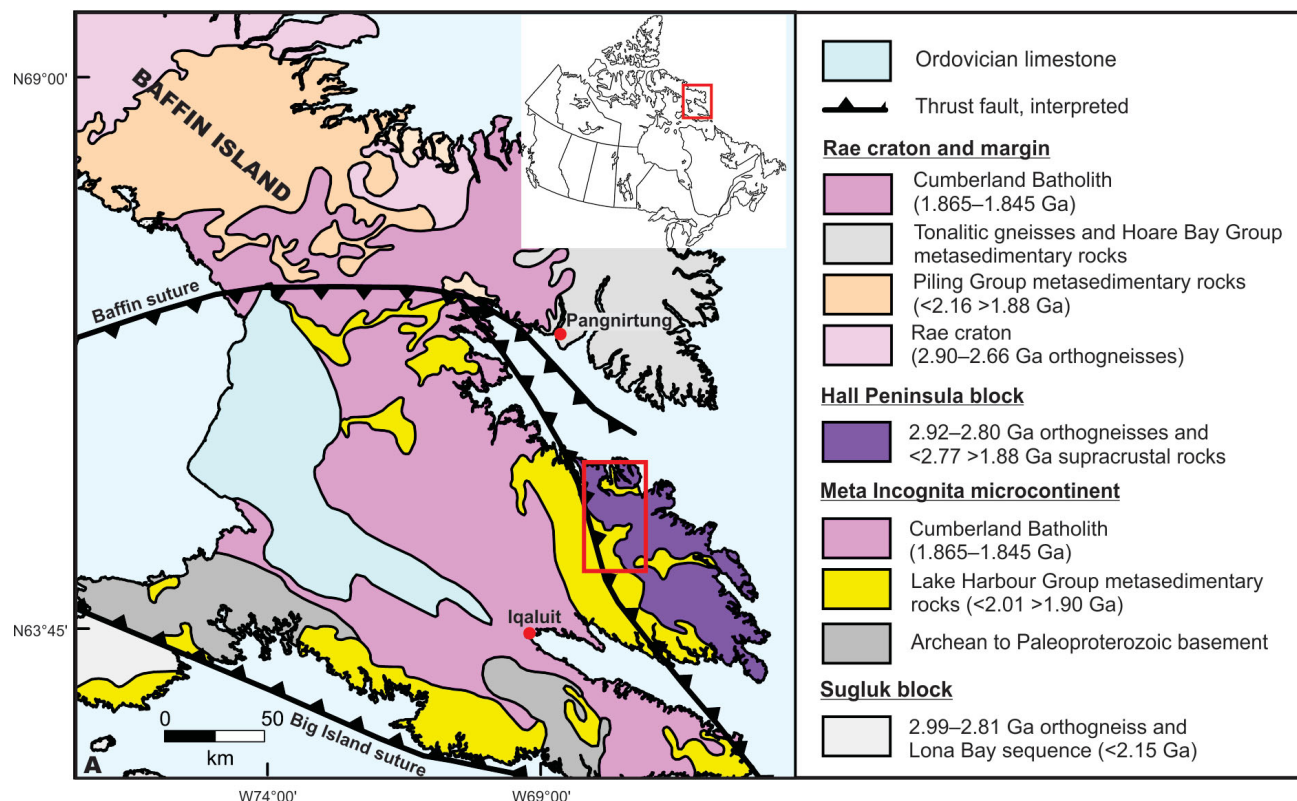 N69°00'
BAFFIN ISLAND
Baffin suture
Pangnirtung
Iqaluit
N63°45'
0 50
km
Big Island suture
A
W74°00'
W69°00'
Ordovician limestone
Thrust fault, interpreted
Rae craton and margin
Cumberland Batholith
(1.865–1.845 Ga)
Tonalitic gneisses and Hoare Bay Group
metasedimentary rocks
Piling Group metasedimentary rocks
(<2.16 >1.88 Ga)
Rae craton
(2.90–2.66 Ga orthogneisses)
Hall Peninsula block
2.92–2.80 Ga orthogneisses and
<2.77 >1.88 Ga supracrustal rocks
Meta Incognita microcontinent
Cumberland Batholith
(1.865–1.845 Ga)
Lake Harbour Group metasedimentary
rocks (<2.01 >1.90 Ga)
Archean to Paleoproterozoic basement
Sugluk block
2.99–2.81 Ga orthogneiss and
Lona Bay sequence (<2.15 Ga)